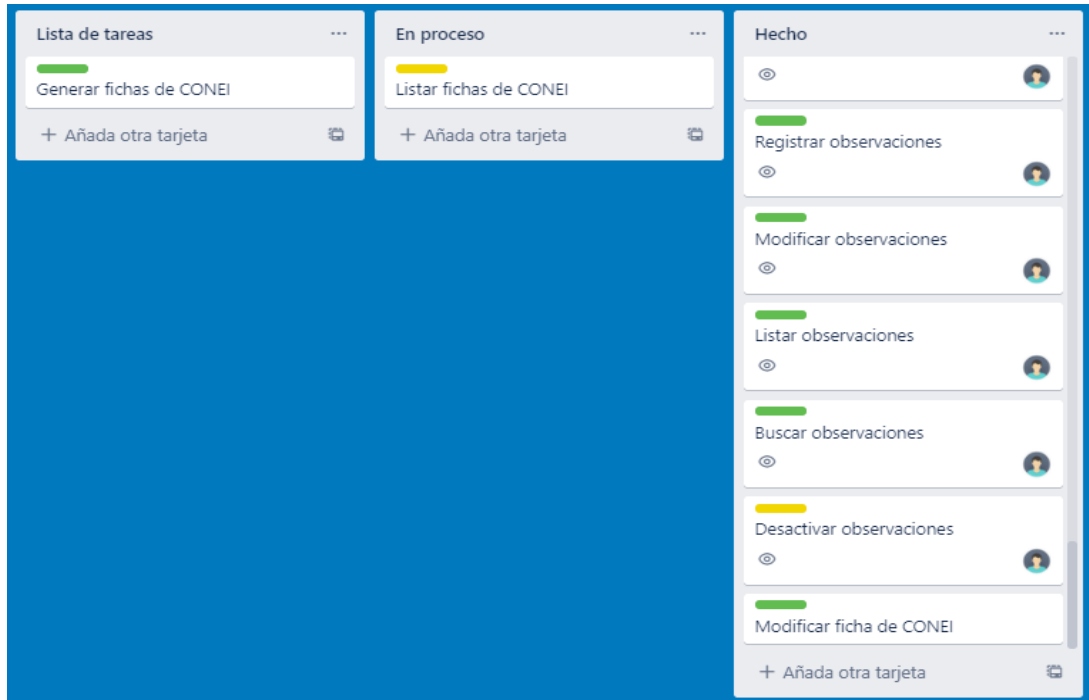 Lista de tareas
Generar fichas de CONEI
+ Añada otra tarjeta
En proceso
Listar fichas de CONEI
+ Añada otra tarjeta
Hecho
Registrar observaciones
Modificar observaciones
Listar observaciones
Buscar observaciones
Desactivar observaciones
Modificar ficha de CONEI
+ Añada otra tarjeta